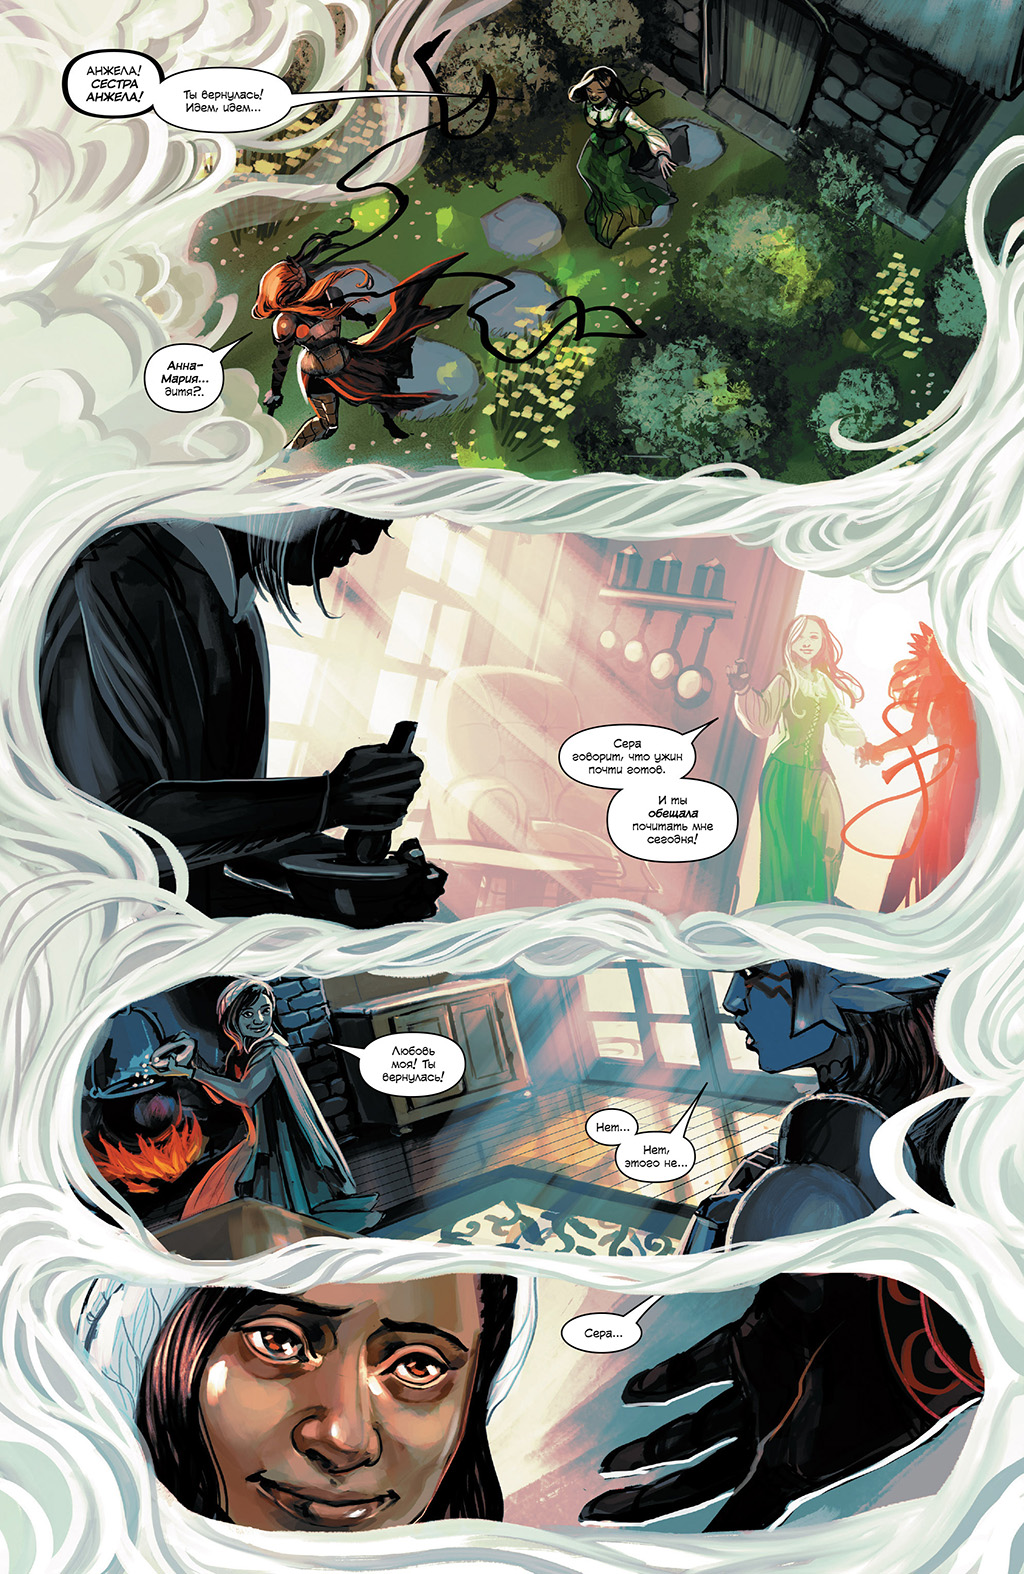 АНЖЕЛА!
СЕСТРА
АНЖЕЛА!
Ты вернулась!
Идем, идем...
Анна-
Мария...
дитя?..
Сера
говорит, что ужин
почти готов.
И ты
обещала
почитать мне
сегодня!
Любовь
моя! Ты
вернулась!
Нет...
Нет,
этого не...
Сера...